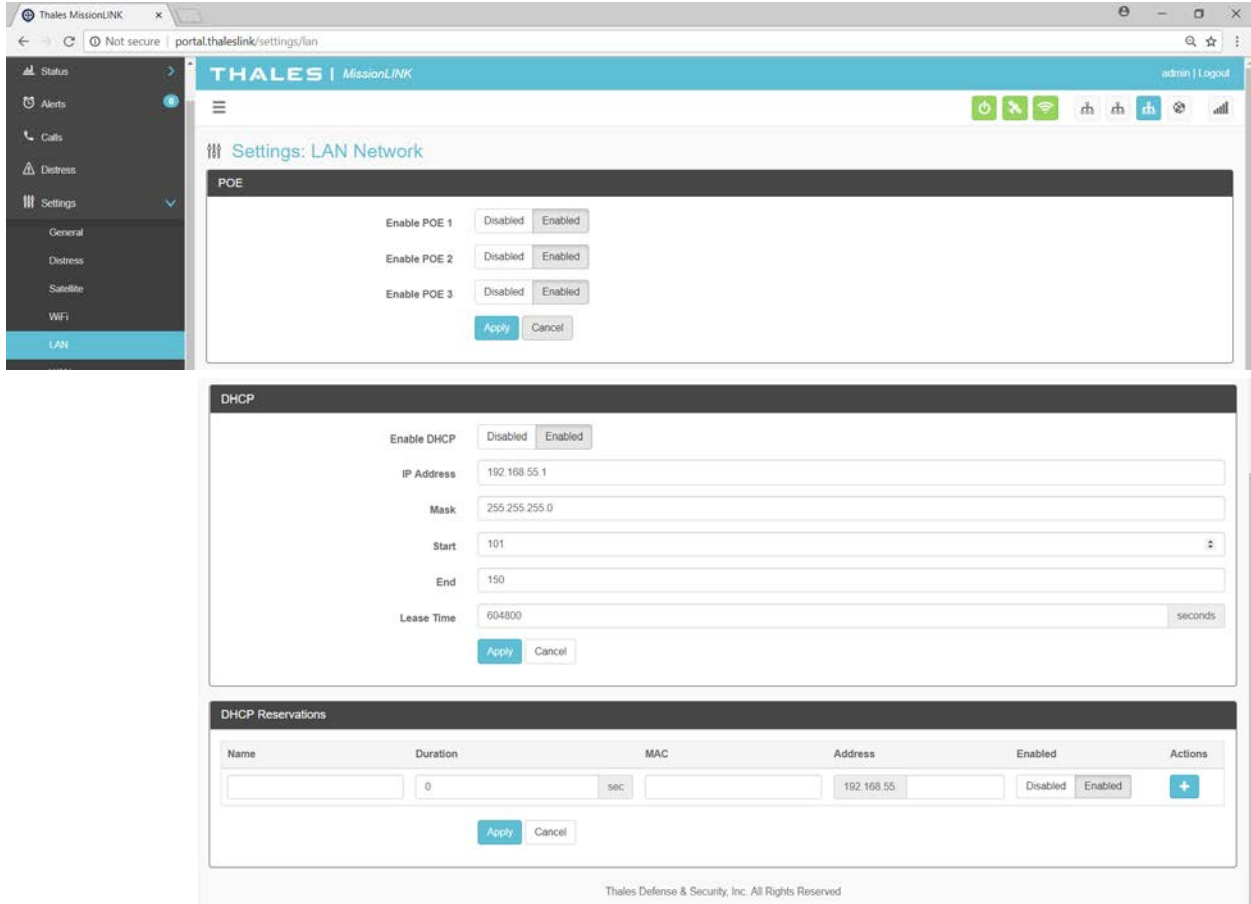 Thales MissionLINK
Not secure | portal.thaleslink/settings/lan
Status
THALES | MissionLINK
admin | Logout
Alerts 0
Calls
Settings: LAN Network
Distress
POE
Settings
Enable POE 1 Disabled Enabled
General
Enable POE 2 Disabled Enabled
Distress
Satellite
Enable POE 3 Disabled Enabled
WiFi
Apply Cancel
LAN
DHCP
Enable DHCP Disabled Enabled
IP Address 192.168.55.1
Mask 255.255.255.0
Start 101
End 150
Lease Time 604800 seconds
Apply Cancel
DHCP Reservations
Name Duration MAC Address Enabled Actions
0 sec 192.168.55. Disabled Enabled
Apply Cancel
Thales Defense & Security, Inc. All Rights Reserved